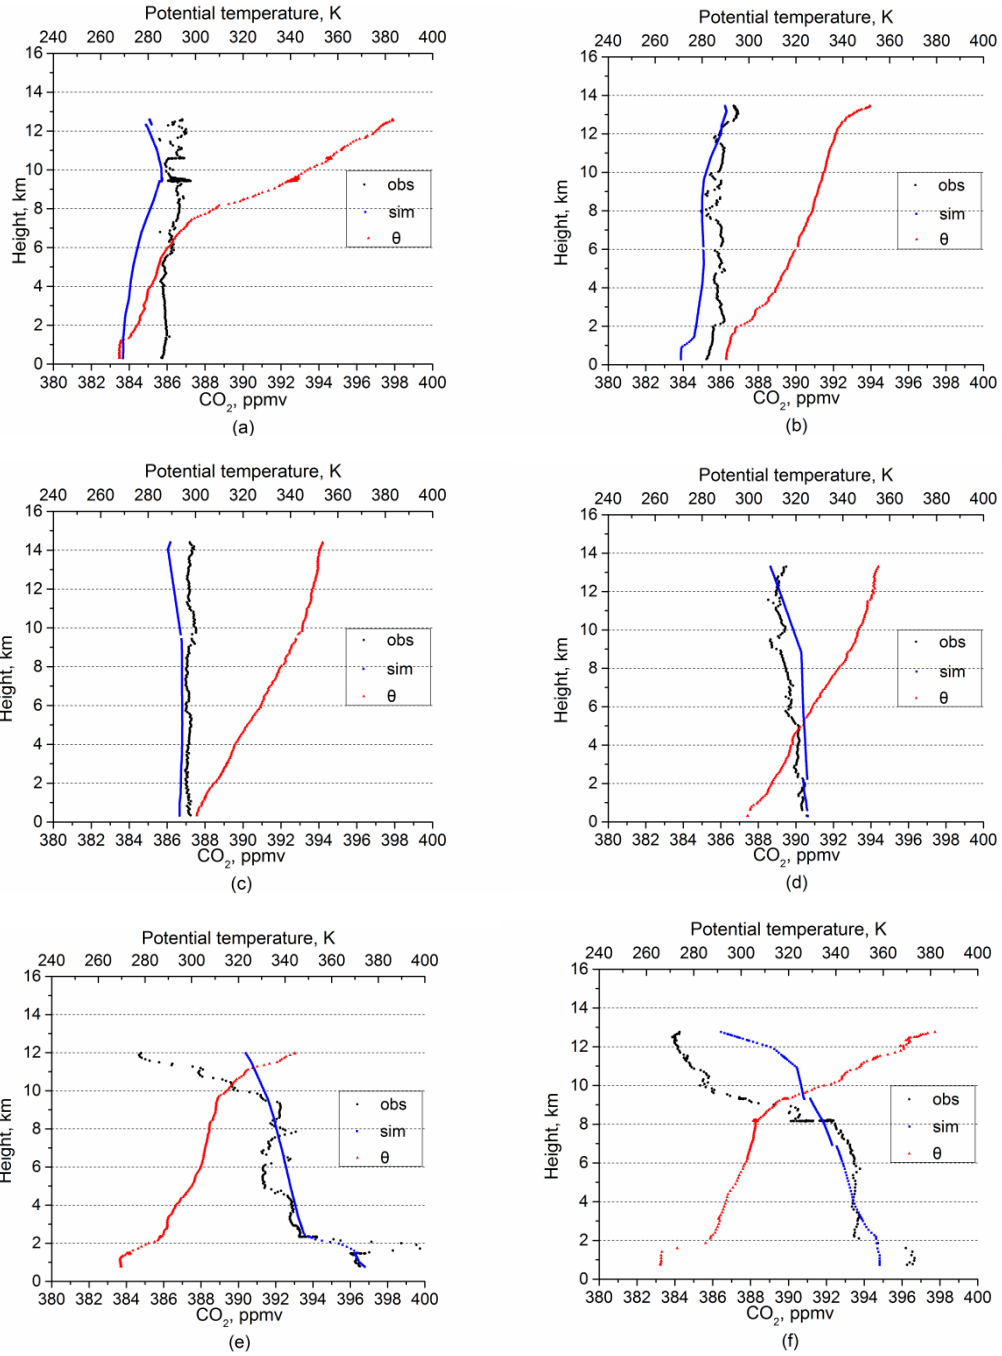 Potential temperature, K
240 260 280 300 320 340 360 380 400
16
14
12
10
8
6
4
2
0
Height, km
obs
sim
θ
380 382 384 386 388 390 392 394 396 398 400
CO2, ppmv
(a)
Potential temperature, K
240 260 280 300 320 340 360 380 400
16
14
12
10
8
6
4
2
0
Height, km
obs
sim
θ
380 382 384 386 388 390 392 394 396 398 400
CO2, ppmv
(b)
Potential temperature, K
240 260 280 300 320 340 360 380 400
16
14
12
10
8
6
4
2
0
Height, km
obs
sim
θ
380 382 384 386 388 390 392 394 396 398 400
CO2, ppmv
(c)
Potential temperature, K
240 260 280 300 320 340 360 380 400
16
14
12
10
8
6
4
2
0
Height, km
obs
sim
θ
380 382 384 386 388 390 392 394 396 398 400
CO2, ppmv
(d)
Potential temperature, K
240 260 280 300 320 340 360 380 400
16
14
12
10
8
6
4
2
0
Height, km
obs
sim
θ
380 382 384 386 388 390 392 394 396 398 400
CO2, ppmv
(e)
Potential temperature, K
240 260 280 300 320 340 360 380 400
16
14
12
10
8
6
4
2
0
Height, km
obs
sim
θ
380 382 384 386 388 390 392 394 396 398 400
CO2, ppmv
(f)